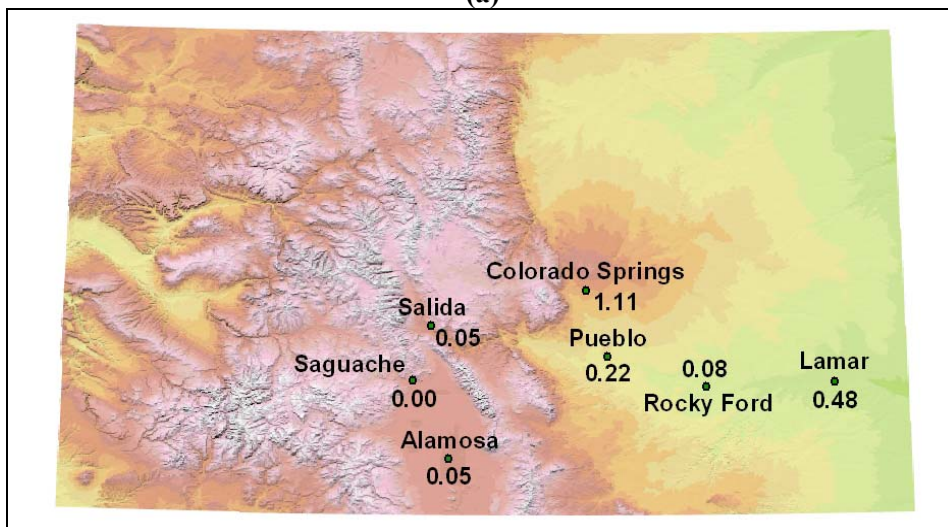 (a)
Colorado Springs
1.11
Salida
0.05
Pueblo
0.22
0.08
Rocky Ford
Lamar
0.48
Saguache
0.00
Alamosa
0.05